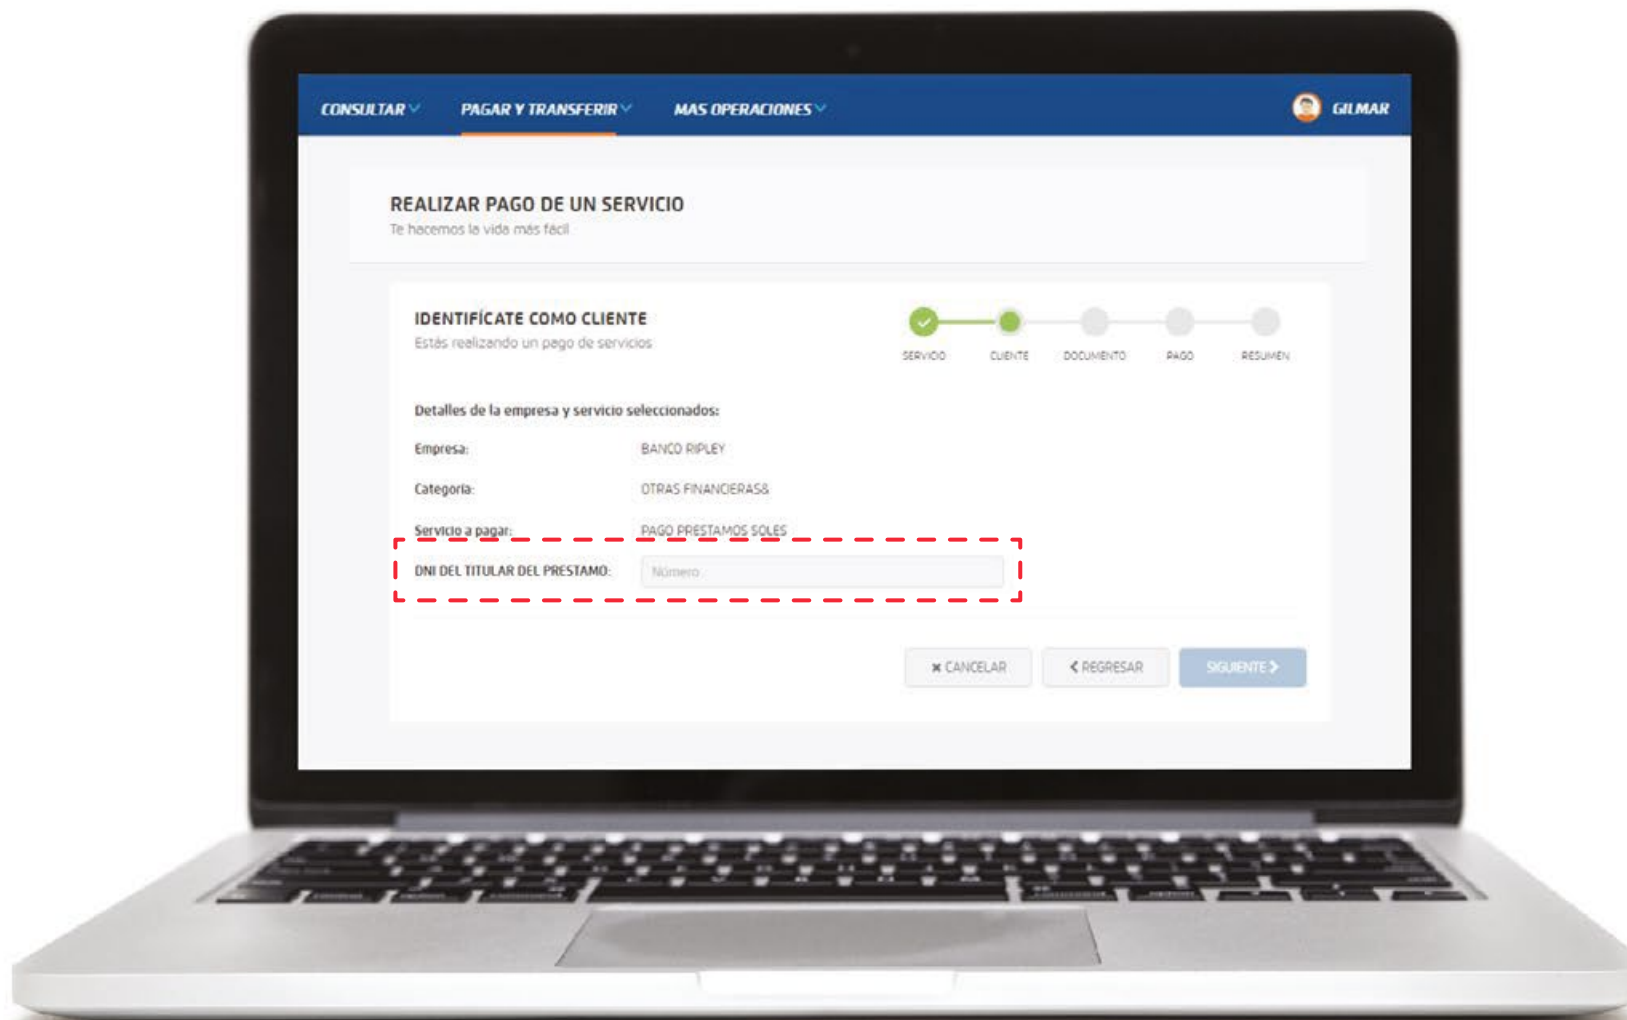 CONSULTAR PAGAR Y TRANSFERIR MAS OPERACIONES GILMAR
REALIZAR PAGO DE UN SERVICIO
Te hacemos la vida más fácil
IDENTIFÍCATE COMO CLIENTE
Estás realizando un pago de servicios
SERVICIO CLIENTE DOCUMENTO PAGO RESUMEN
Detalles de la empresa y servicio seleccionados:
Empresa: BANCO RIPLEY
Categoría: OTRAS FINANCIERAS&
Servicio a pagar: PAGO PRESTAMOS SOLES
DNI DEL TITULAR DEL PRESTAMO: Número
CANCELAR REGRESAR SIGUIENTE